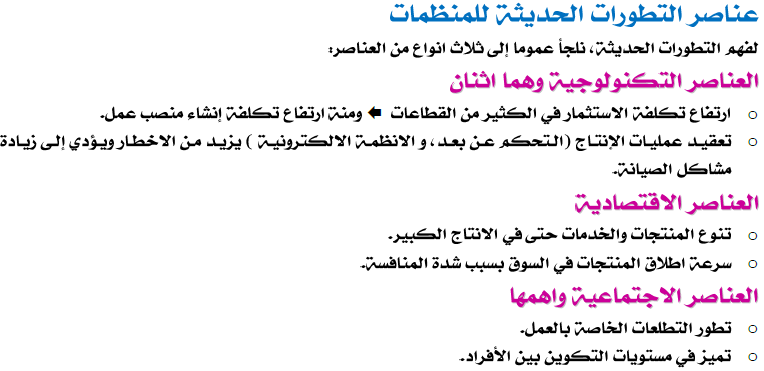 عناصر التطورات الحديثة للمنظمات
لفهم التطورات الحديثة، نلجأ عموما إلى ثلاث انواع من العناصر:
العناصر التكنولوجية وهما اثنان
○ ارتفاع تكلفة الاستثمار في الكثير من القطاعات ⬅ ومنة ارتفاع تكلفة إنشاء منصب عمل.
○ تعقيد عمليات الإنتاج (التحكم عن بعد، و الانظمة الالكترونية ) يزيد من الاخطار ويؤدي إلى زيادة
مشاكل الصيانة.
العناصر الاقتصادية
○ تنوع المنتجات والخدمات حتى في الانتاج الكبير.
○ سرعة اطلاق المنتجات في السوق بسبب شدة المنافسة.
العناصر الاجتماعية واهمها
○ تطور التطلعات الخاصة بالعمل.
○ تميز في مستويات التكوين بين الأفراد.